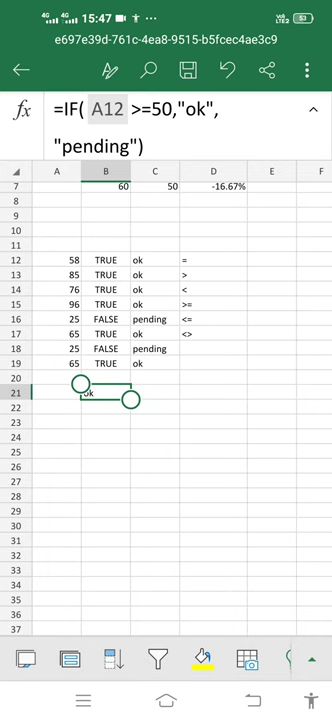 15:47
53
e697e39d-761c-4ea8-9515-b5fcec4ae3c9
fx =IF( A12 >=50,"ok",
"pending")
A B C D E F
7 60 50 -16.67%
8
9
10
11
12 58 TRUE ok =
13 85 TRUE ok >
14 76 TRUE ok <
15 96 TRUE ok >=
16 25 FALSE pending <=
17 65 TRUE ok <>
18 25 FALSE pending
19 65 TRUE ok
20
21 ok
22
23
24
25
26
27
28
29
30
31
32
33
34
35
36
37